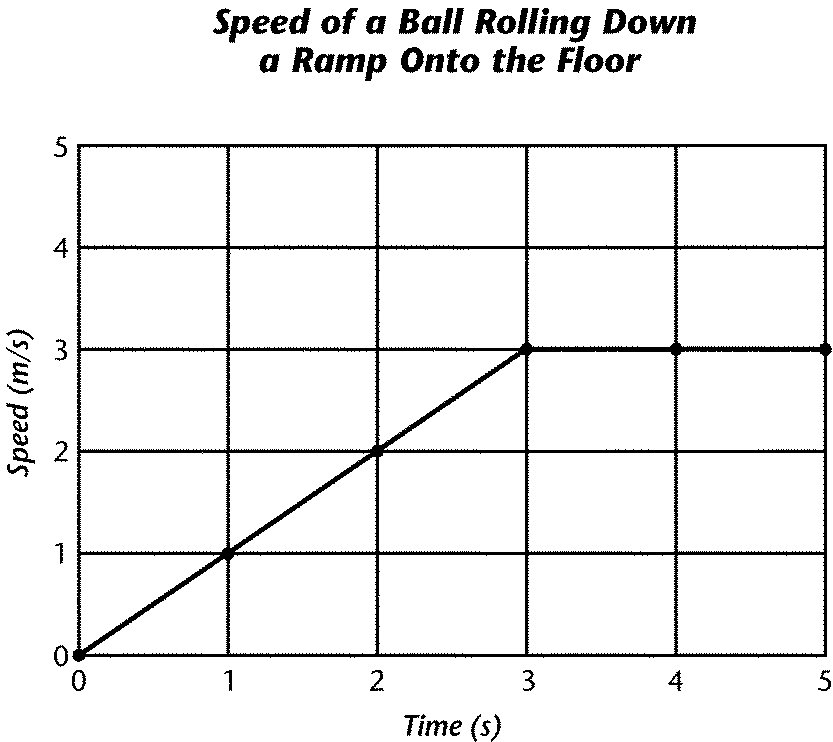 Speed of a Ball Rolling Down
a Ramp Onto the Floor
5
4
3
2
1
0
Speed (m/s)
0 1 2 3 4 5
Time (s)